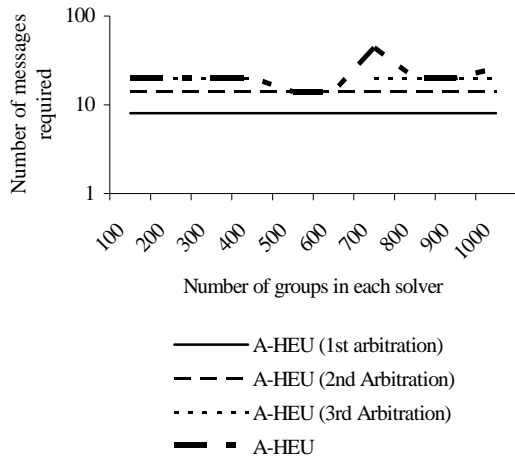 Number of messages
required
100
10
1
100
200
300
400
500
600
700
800
900
1000
Number of groups in each solver
A-HEU (1st arbitration)
A-HEU (2nd Arbitration)
A-HEU (3rd Arbitration)
A-HEU